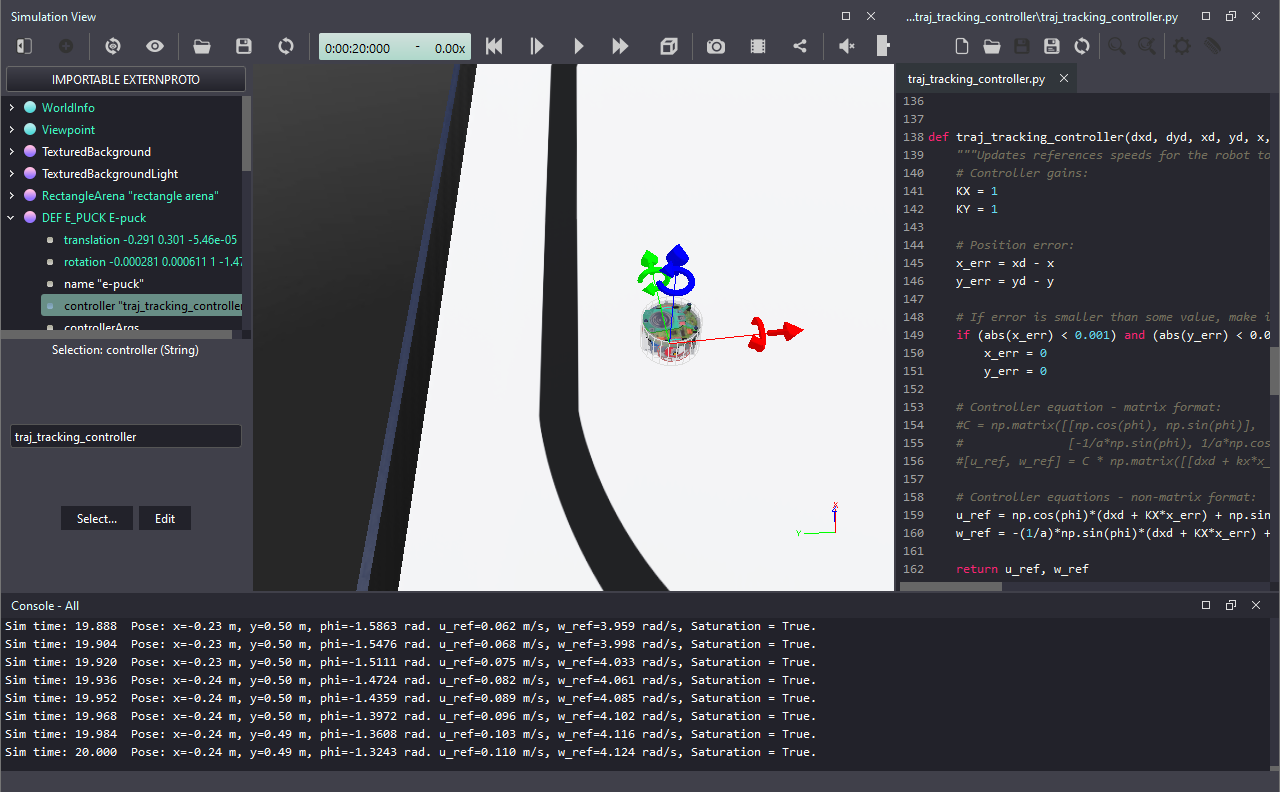 Simulation View
0:00:20:000 - 0.00x
IMPORTABLE EXTERNPROTO
WorldInfo
Viewpoint
TexturedBackground
TexturedBackgroundLight
RectangleArena "rectangle arena"
DEF E_PUCK E-puck
translation -0.291 0.301 -5.46e-05
rotation -0.000281 0.000611 1 -1.47
name "e-puck"
controller "traj_tracking_controller
controllerArgs
Selection: controller (String)
traj_tracking_controller
Select...
Edit
X
Y
...traj_tracking_controller\traj_tracking_controller.py
traj_tracking_controller.py
136
137
138 def traj_tracking_controller(dxd, dyd, xd, yd, x,
139 """Updates references speeds for the robot to
140 # Controller gains:
141 KX = 1
142 KY = 1
143
144 # Position error:
145 x_err = xd - x
146 y_err = yd - y
147
148 # If error is smaller than some value, make i
149 if (abs(x_err) < 0.001) and (abs(y_err) < 0.0
150 x_err = 0
151 y_err = 0
152
153 # Controller equation - matrix format:
154 #C = np.matrix([[np.cos(phi), np.sin(phi)],
155 # [-1/a*np.sin(phi), 1/a*np.cos
156 #[u_ref, w_ref] = C * np.matrix([[dxd + kx*x_
157
158 # Controller equations - non-matrix format:
159 u_ref = np.cos(phi)*(dxd + KX*x_err) + np.sin
160 w_ref = -(1/a)*np.sin(phi)*(dxd + KX*x_err) +
161
162 return u_ref, w_ref
Console - All
Sim time: 19.888 Pose: x=-0.23 m, y=0.50 m, phi=-1.5863 rad. u_ref=0.062 m/s, w_ref=3.959 rad/s, Saturation = True.
Sim time: 19.904 Pose: x=-0.23 m, y=0.50 m, phi=-1.5476 rad. u_ref=0.068 m/s, w_ref=3.998 rad/s, Saturation = True.
Sim time: 19.920 Pose: x=-0.23 m, y=0.50 m, phi=-1.5111 rad. u_ref=0.075 m/s, w_ref=4.033 rad/s, Saturation = True.
Sim time: 19.936 Pose: x=-0.24 m, y=0.50 m, phi=-1.4724 rad. u_ref=0.082 m/s, w_ref=4.061 rad/s, Saturation = True.
Sim time: 19.952 Pose: x=-0.24 m, y=0.50 m, phi=-1.4359 rad. u_ref=0.089 m/s, w_ref=4.085 rad/s, Saturation = True.
Sim time: 19.968 Pose: x=-0.24 m, y=0.50 m, phi=-1.3972 rad. u_ref=0.096 m/s, w_ref=4.102 rad/s, Saturation = True.
Sim time: 19.984 Pose: x=-0.24 m, y=0.49 m, phi=-1.3608 rad. u_ref=0.103 m/s, w_ref=4.116 rad/s, Saturation = True.
Sim time: 20.000 Pose: x=-0.24 m, y=0.49 m, phi=-1.3243 rad. u_ref=0.110 m/s, w_ref=4.124 rad/s, Saturation = True.